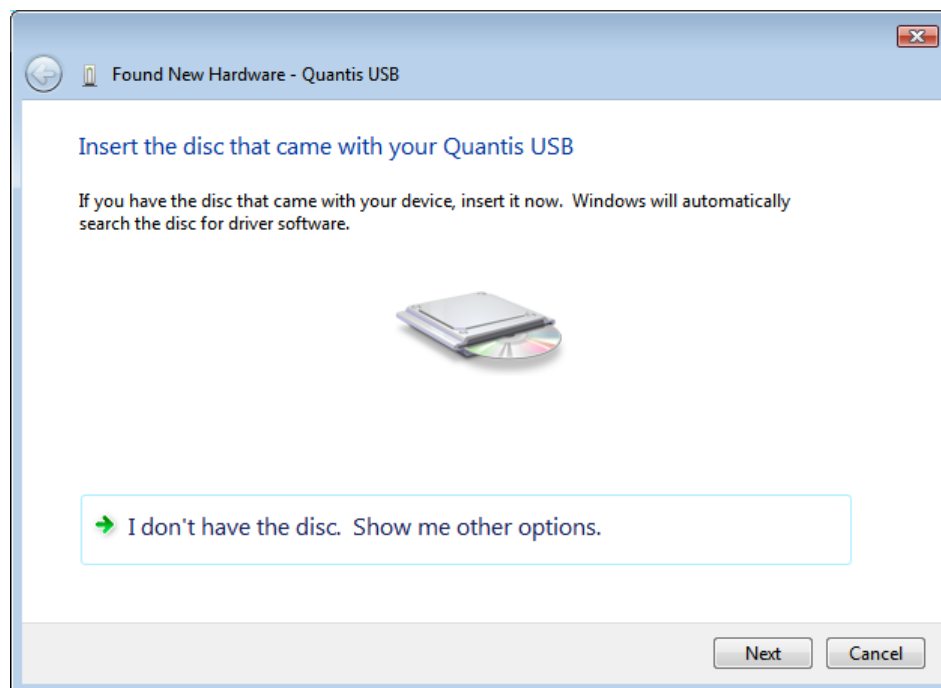 Found New Hardware - Quantis USB
Insert the disc that came with your Quantis USB
If you have the disc that came with your device, insert it now.  Windows will automatically
search the disc for driver software.
I don't have the disc.  Show me other options.
Next
Cancel